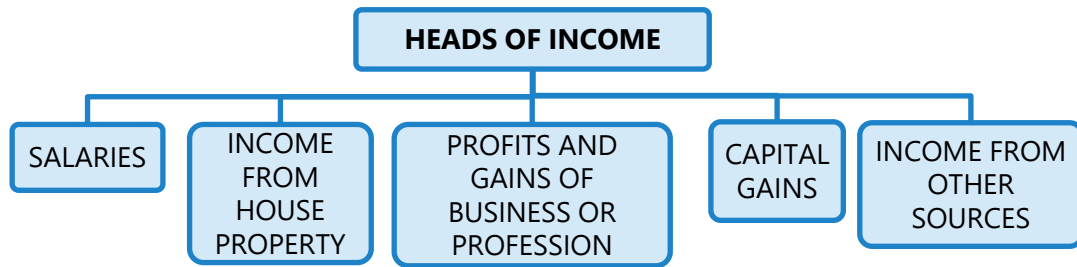 HEADS OF INCOME
SALARIES
INCOME
FROM
HOUSE
PROPERTY
PROFITS AND
GAINS OF
BUSINESS OR
PROFESSION
CAPITAL
GAINS
INCOME FROM
OTHER
SOURCES